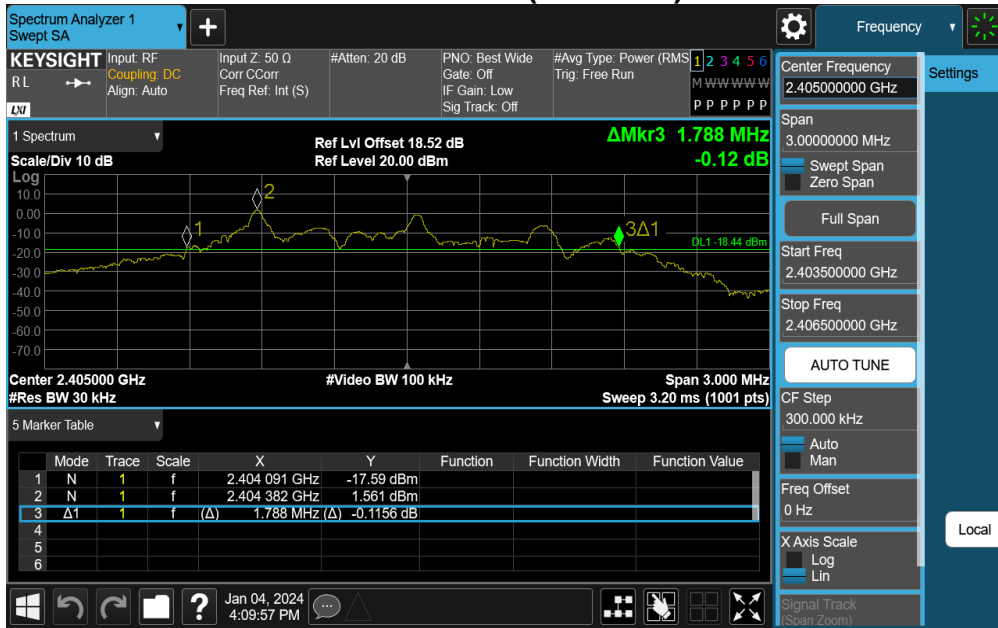 Spectrum Analyzer 1
Swept SA
+
Frequency
KEYSIGHT
RL
LXI
Input: RF
Coupling: DC
Align: Auto
Input Z: 50 Ω
Corr CCorr
Freq Ref: Int (S)
#Atten: 20 dB
PNO: Best Wide
Gate: Off
IF Gain: Low
Sig Track: Off
#Avg Type: Power (RMS
Trig: Free Run
1 2 3 4 5 6
M W W W W W
P P P P P P
1 Spectrum
Scale/Div 10 dB
Ref Lvl Offset 18.52 dB
Ref Level 20.00 dBm
ΔMkr3 1.788 MHz
-0.12 dB
Log
10.0
0.00
-10.0
-20.0
-30.0
-40.0
-50.0
-60.0
-70.0
1
2
3Δ1
DL1 -18.44 dBm
Center 2.405000 GHz
#Video BW 100 kHz
Span 3.000 MHz
#Res BW 30 kHz
Sweep 3.20 ms (1001 pts)
5 Marker Table
Mode Trace Scale X Y Function Function Width Function Value
1 N 1 f 2.404 091 GHz -17.59 dBm
2 N 1 f 2.404 382 GHz 1.561 dBm
3 Δ1 1 f (Δ) 1.788 MHz (Δ) -0.1156 dB
4
5
6
?
Jan 04, 2024
4:09:57 PM
Center Frequency
2.405000000 GHz
Settings
Span
3.00000000 MHz
Swept Span
Zero Span
Full Span
Start Freq
2.403500000 GHz
Stop Freq
2.406500000 GHz
AUTO TUNE
CF Step
300.000 kHz
Auto
Man
Freq Offset
0 Hz
Local
X Axis Scale
Log
Lin
Signal Track
(Span Zoom)